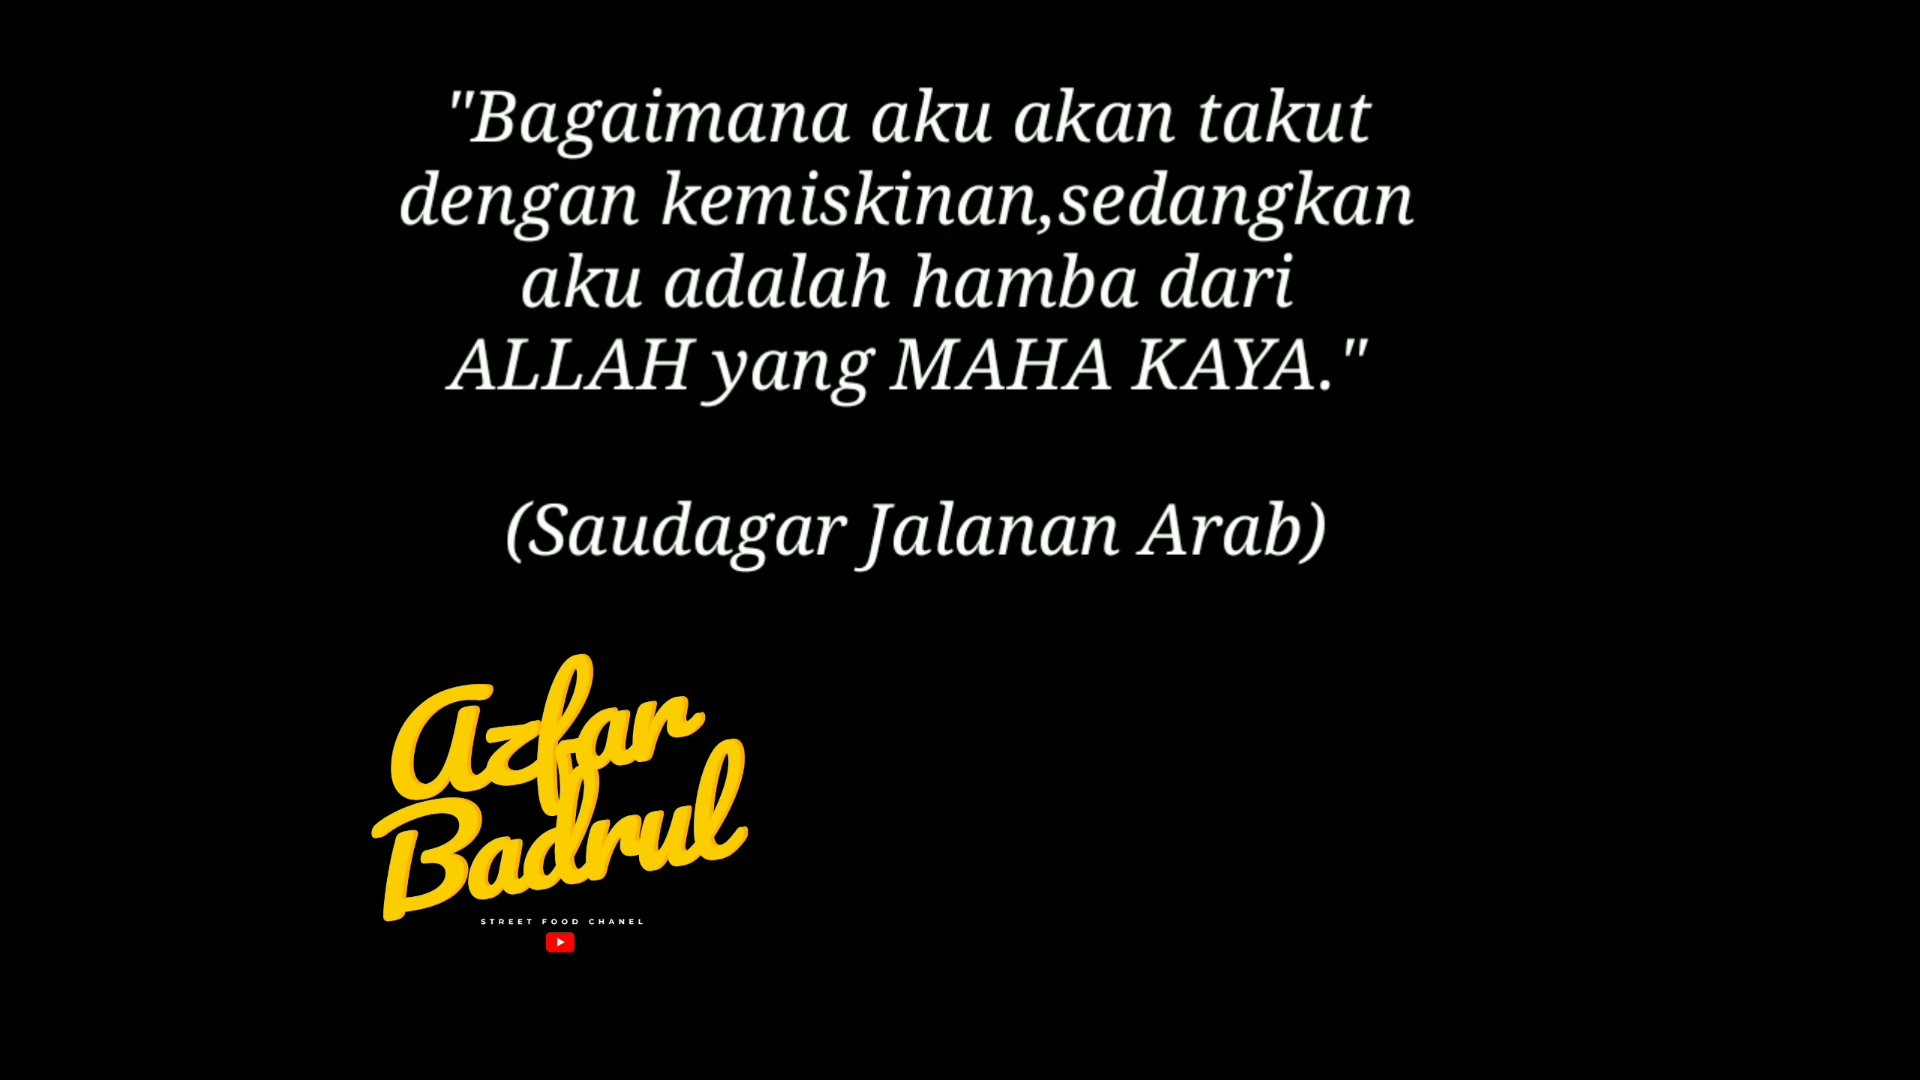 "Bagaimana aku akan takut
dengan kemiskinan,sedangkan
aku adalah hamba dari
ALLAH yang MAHA KAYA."
(Saudagar Jalanan Arab)
Azfar
Badrul
STREET FOOD CHANEL